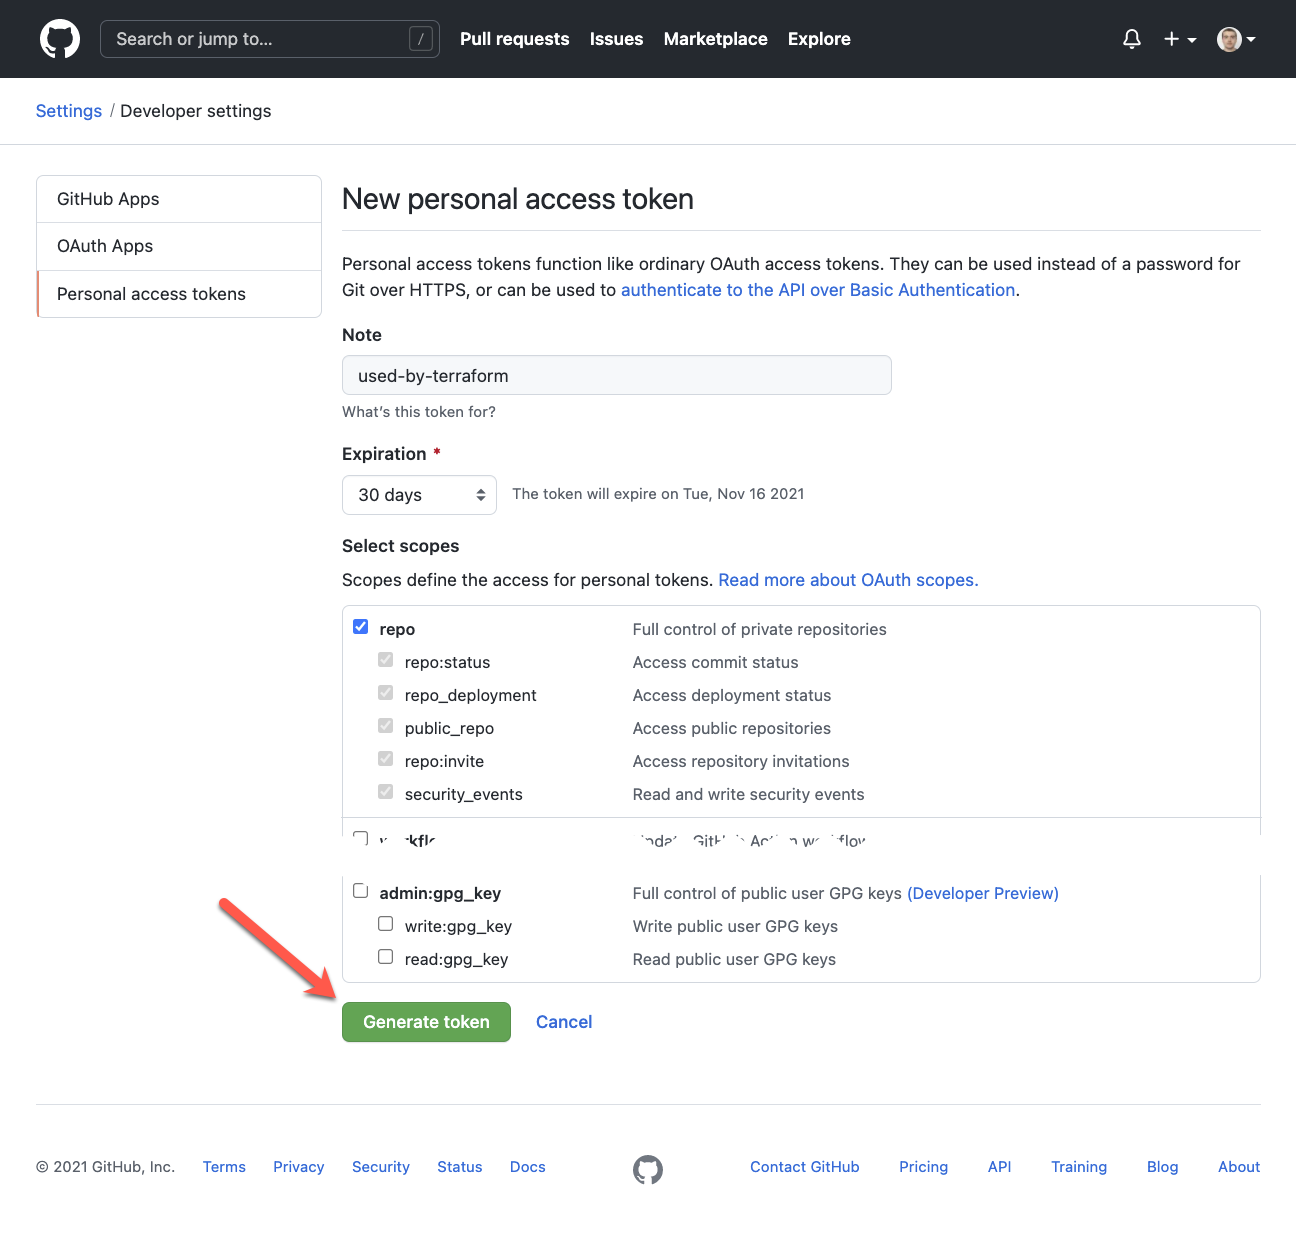 Search or jump to...
/
Pull requests
Issues
Marketplace
Explore
Settings / Developer settings
GitHub Apps
OAuth Apps
Personal access tokens
New personal access token
Personal access tokens function like ordinary OAuth access tokens. They can be used instead of a password for
Git over HTTPS, or can be used to authenticate to the API over Basic Authentication.
Note
used-by-terraform
What's this token for?
Expiration *
30 days
The token will expire on Tue, Nov 16 2021
Select scopes
Scopes define the access for personal tokens. Read more about OAuth scopes.
repo Full control of private repositories
repo:status Access commit status
repo_deployment Access deployment status
public_repo Access public repositories
repo:invite Access repository invitations
security_events Read and write security events
admin:gpg_key Full control of public user GPG keys (Developer Preview)
write:gpg_key Write public user GPG keys
read:gpg_key Read public user GPG keys
Generate token
Cancel
© 2021 GitHub, Inc.
Terms
Privacy
Security
Status
Docs
Contact GitHub
Pricing
API
Training
Blog
About